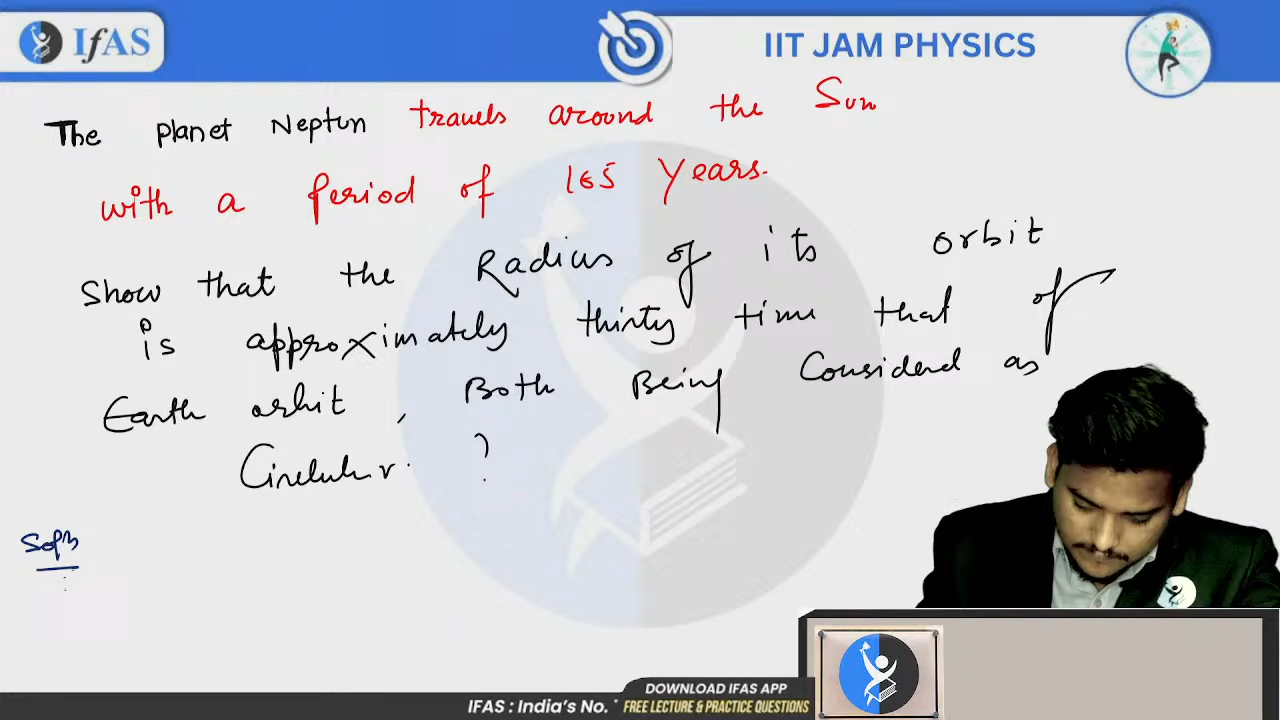 IfAS
IIT JAM PHYSICS
The planet Neptun travels around the Sun
with a period of 165 years.
Show that the Radius of its orbit
is approximately thirty time that of
Earth orbit, Both Being Considered as
Circular. ?
Soln
DOWNLOAD IFAS APP
IFAS : India's No.
FREE LECTURE & PRACTICE QUESTIONS